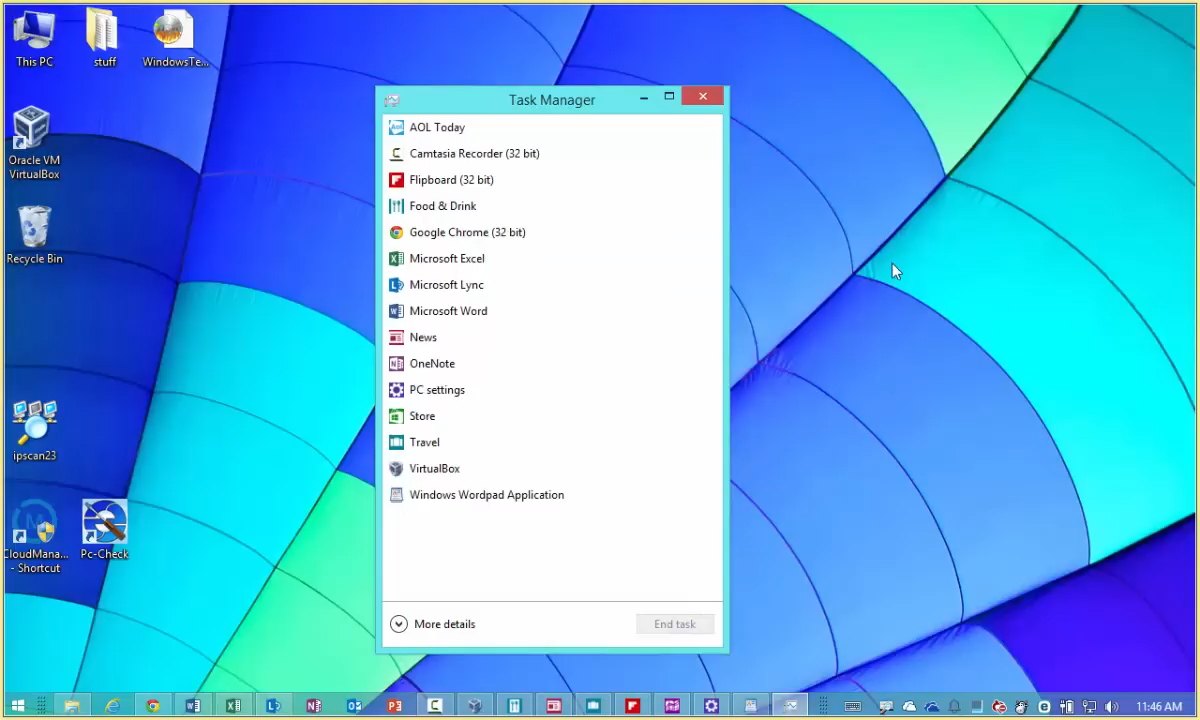 This PC
stuff
WindowsTe...
Oracle VM
VirtualBox
Recycle Bin
ipscan23
CloudMana...
- Shortcut
Pc-Check
Task Manager
AOL Today
Camtasia Recorder (32 bit)
Flipboard (32 bit)
Food & Drink
Google Chrome (32 bit)
Microsoft Excel
Microsoft Lync
Microsoft Word
News
OneNote
PC settings
Store
Travel
VirtualBox
Windows Wordpad Application
More details
End task
11:46 AM